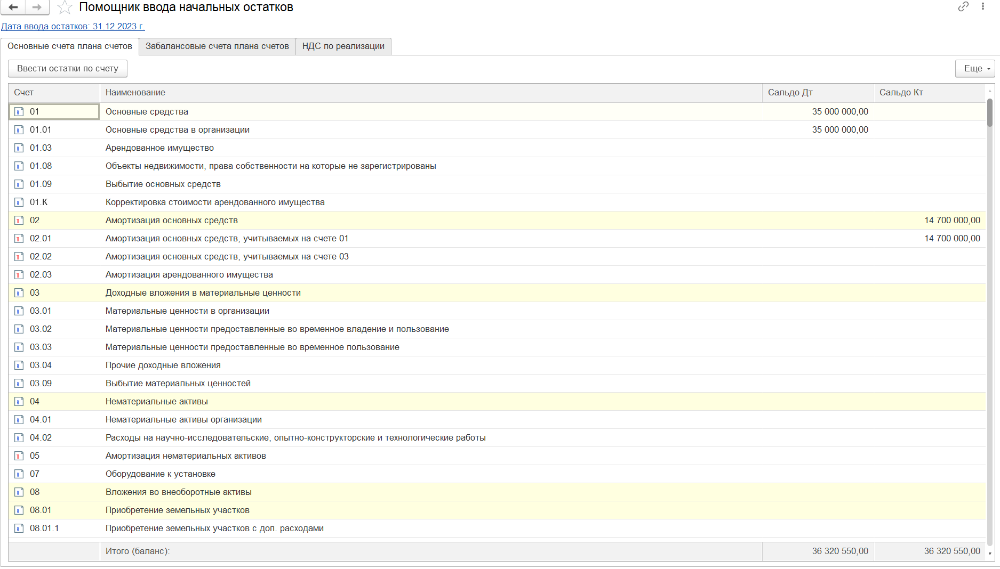 Помощник ввода начальных остатков
Дата ввода остатков: 31.12.2023 г.
Основные счета плана счетов Забалансовые счета плана счетов НДС по реализации
Ввести остатки по счету Еще
Счет Наименование Сальдо Дт Сальдо Кт
01 Основные средства 35 000 000,00
01.01 Основные средства в организации 35 000 000,00
01.03 Арендованное имущество
01.08 Объекты недвижимости, права собственности на которые не зарегистрированы
01.09 Выбытие основных средств
01.К Корректировка стоимости арендованного имущества
02 Амортизация основных средств 14 700 000,00
02.01 Амортизация основных средств, учитываемых на счете 01 14 700 000,00
02.02 Амортизация основных средств, учитываемых на счете 03
02.03 Амортизация арендованного имущества
03 Доходные вложения в материальные ценности
03.01 Материальные ценности в организации
03.02 Материальные ценности предоставленные во временное владение и пользование
03.03 Материальные ценности предоставленные во временное пользование
03.04 Прочие доходные вложения
03.09 Выбытие материальных ценностей
04 Нематериальные активы
04.01 Нематериальные активы организации
04.02 Расходы на научно-исследовательские, опытно-конструкторские и технологические работы
05 Амортизация нематериальных активов
07 Оборудование к установке
08 Вложения во внеоборотные активы
08.01 Приобретение земельных участков
08.01.1 Приобретение земельных участков с доп. расходами
Итого (баланс): 36 320 550,00 36 320 550,00